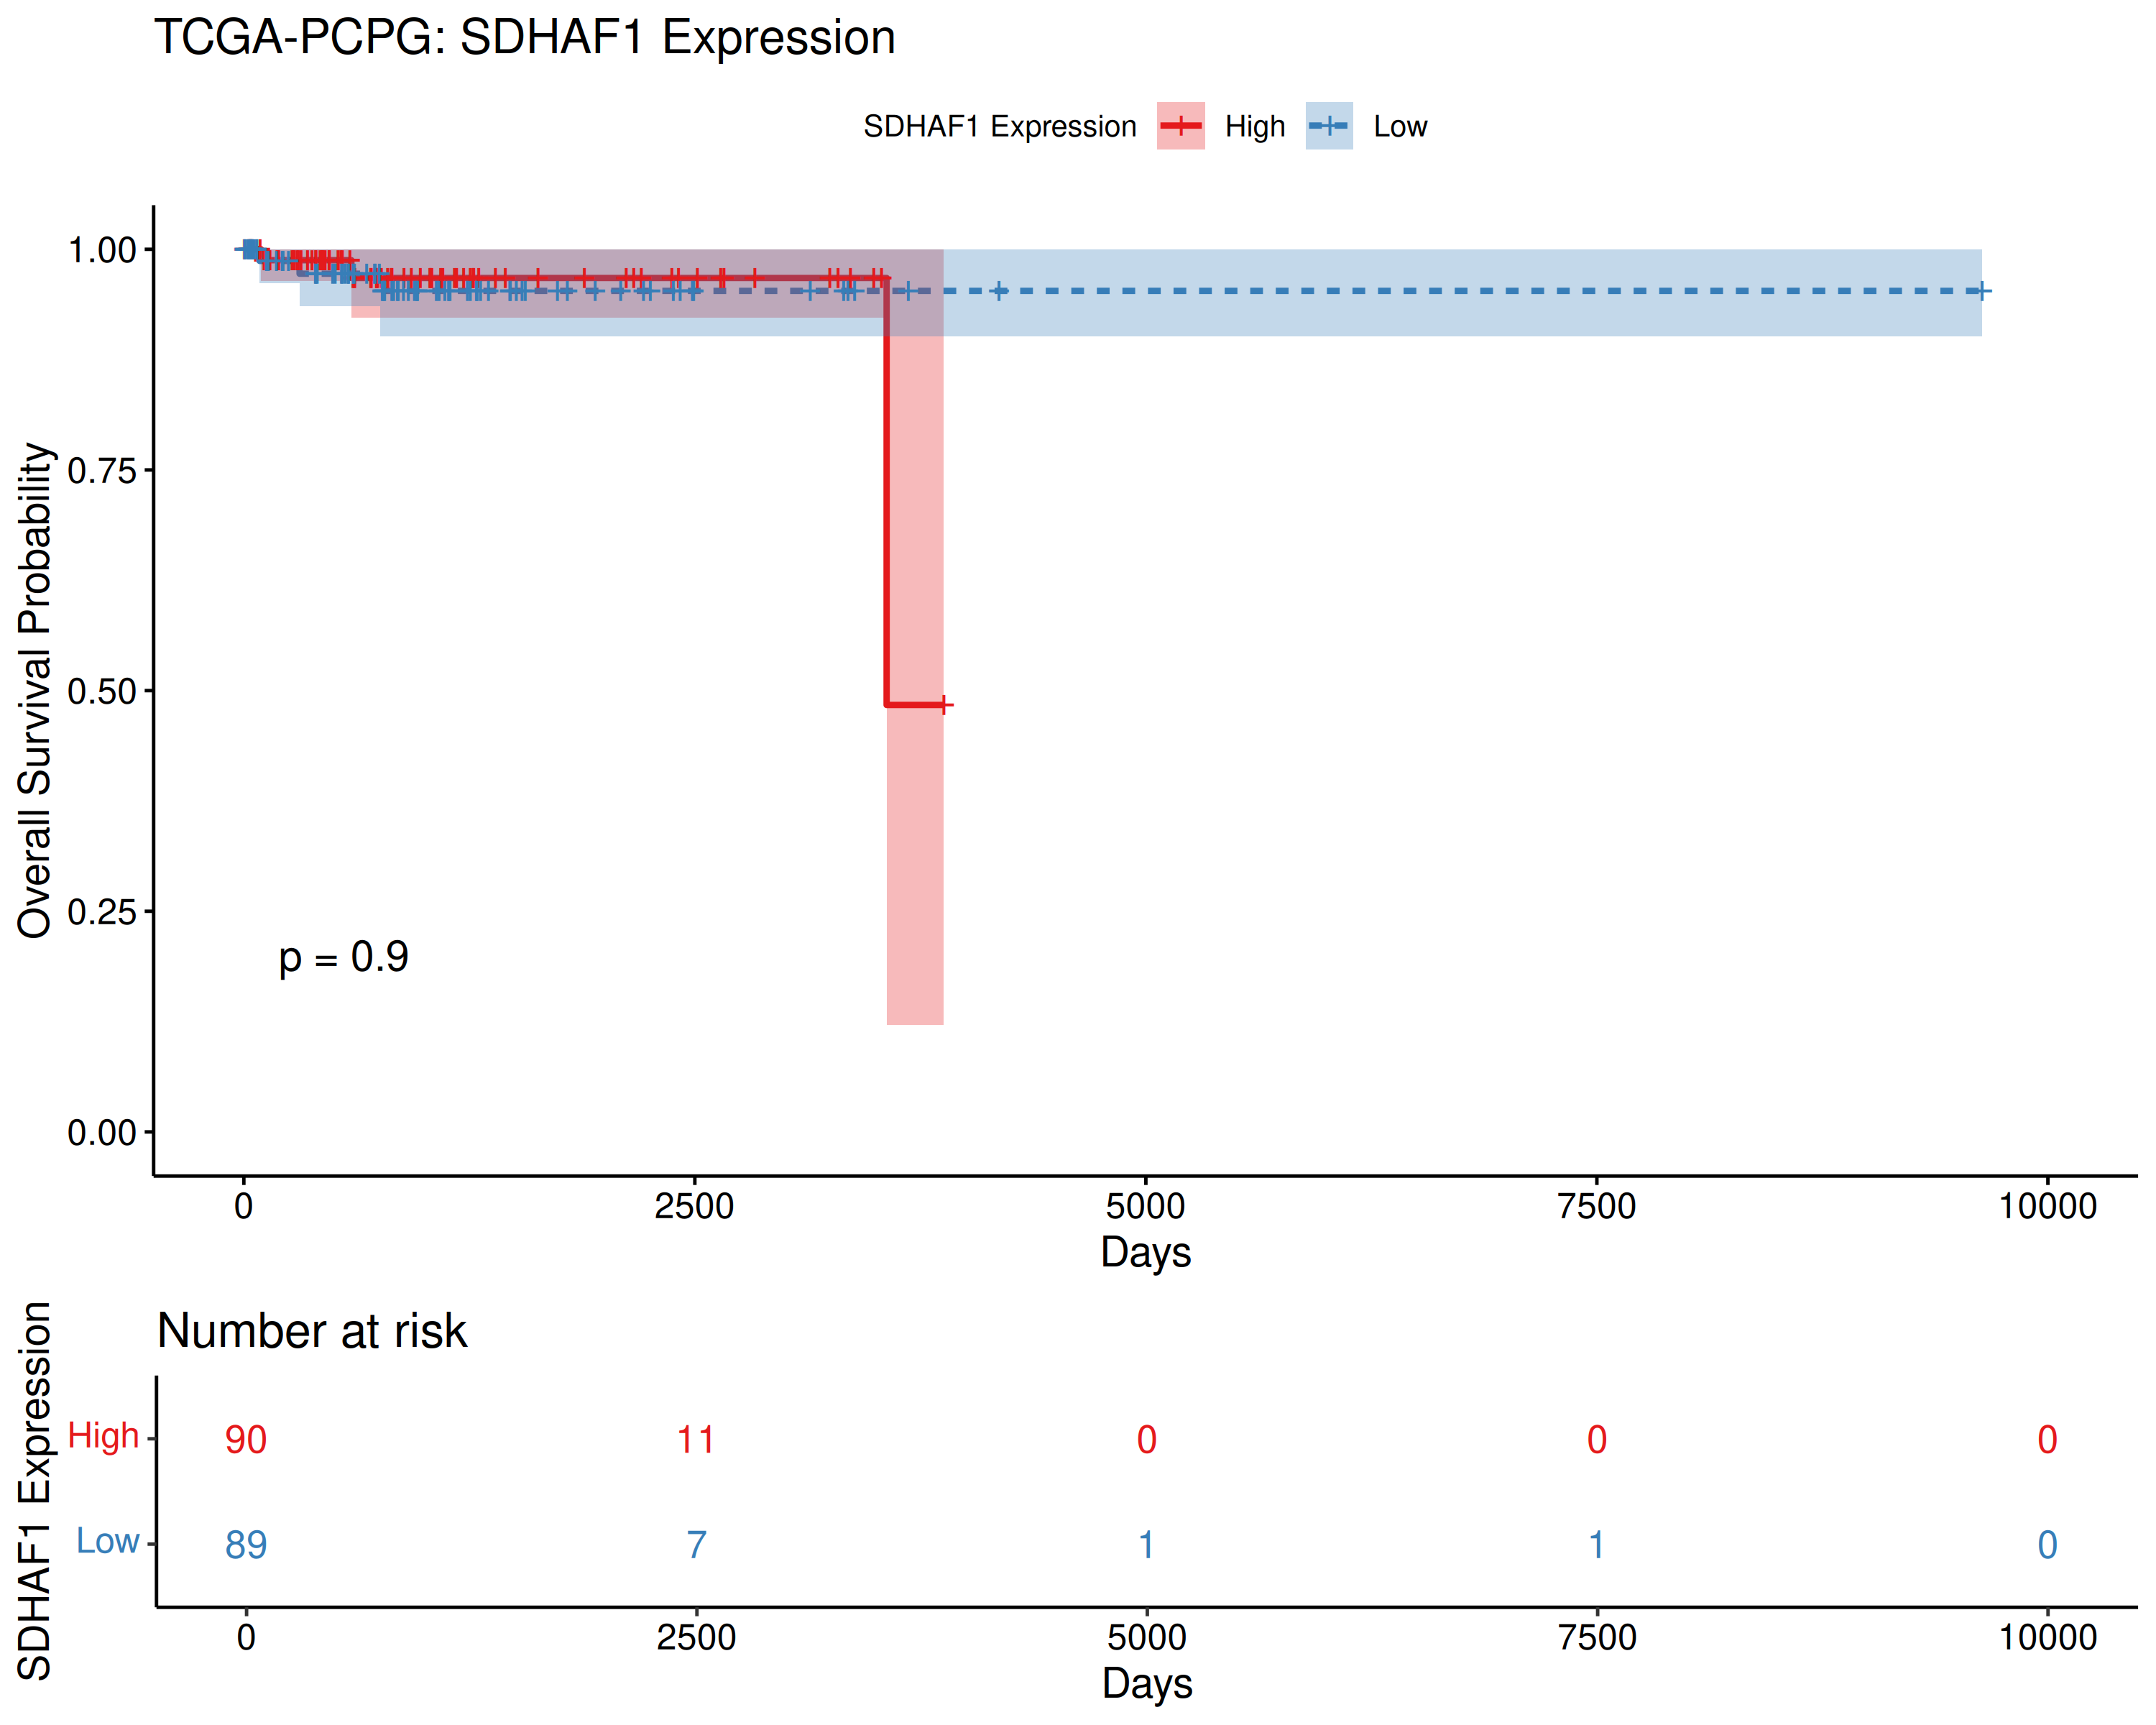 TCGA-PCPG: SDHAF1 Expression
SDHAF1 Expression High Low
Overall Survival Probability
1.00
0.75
0.50
0.25
0.00
p = 0.9
0 2500 5000 7500 10000
Days
Number at risk
SDHAF1 Expression
High 90 11 0 0 0
Low 89 7 1 1 0
0 2500 5000 7500 10000
Days